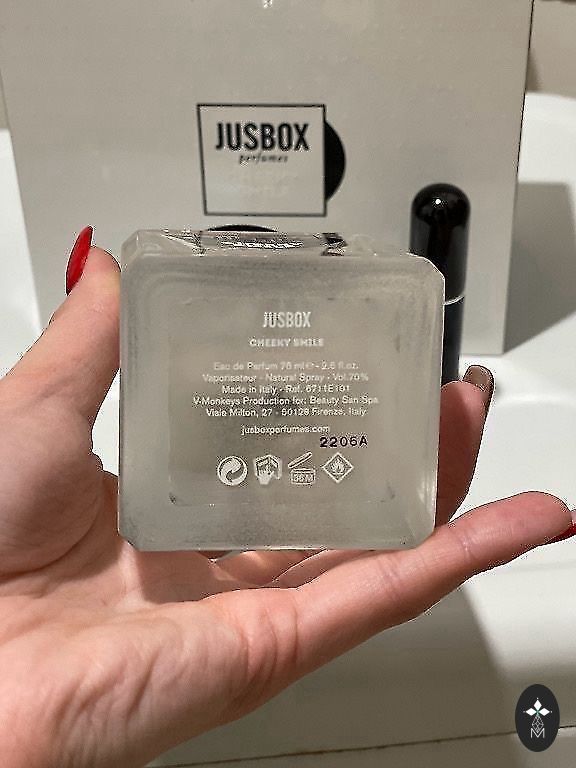 JUSBOX
perfumes
JUSBOX
CHEEKY SMILE
Eau de Parfum 78 ml e - 2.6 fl.oz.
Vaporisateur - Natural Spray - Vol.70%
Made in Italy - Ref. 6711E101
V-Monkeys Production for: Beauty San Spa
Viale Milton, 27 - 50129 Firenze, Italy
jusboxperfumes.com
2206A
36 M
M